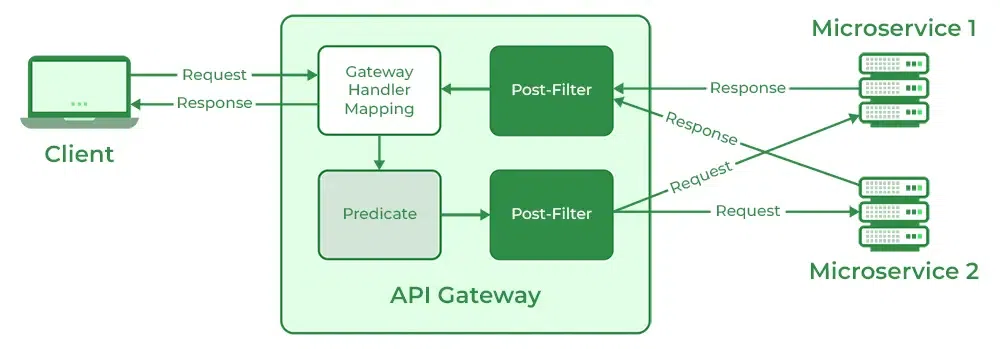 Microservice 1
Request
Response
Client
Gateway
Handler
Mapping
Post-Filter
Response
Response
Request
Predicate
Post-Filter
Request
Microservice 2
API Gateway